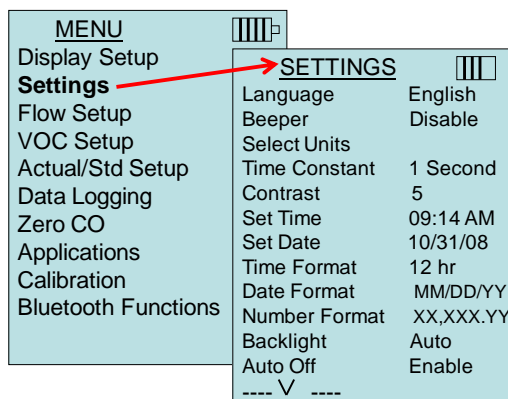 MENU
Display Setup
Settings
Flow Setup
VOC Setup
Actual/Std Setup
Data Logging
Zero CO
Applications
Calibration
Bluetooth Functions
SETTINGS
Language English
Beeper Disable
Select Units
Time Constant 1 Second
Contrast 5
Set Time 09:14 AM
Set Date 10/31/08
Time Format 12 hr
Date Format MM/DD/YY
Number Format XX,XXX.YY
Backlight Auto
Auto Off Enable
---- V ----